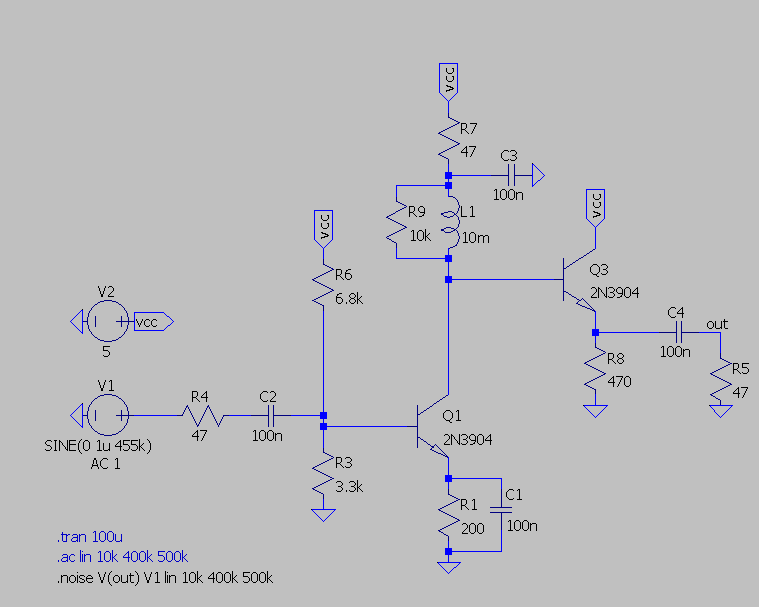 VCC
R7
47
C3
100n
R9
10k
L1
10m
VCC
Q3
2N3904
VCC
R6
6.8k
V2
vcc
5
C4
100n
out
R8
470
R5
47
V1
SINE(0 1u 455k)
AC 1
R4
47
C2
100n
Q1
2N3904
R3
3.3k
R1
200
C1
100n
.tran 100u
.ac lin 10k 400k 500k
.noise V(out) V1 lin 10k 400k 500k